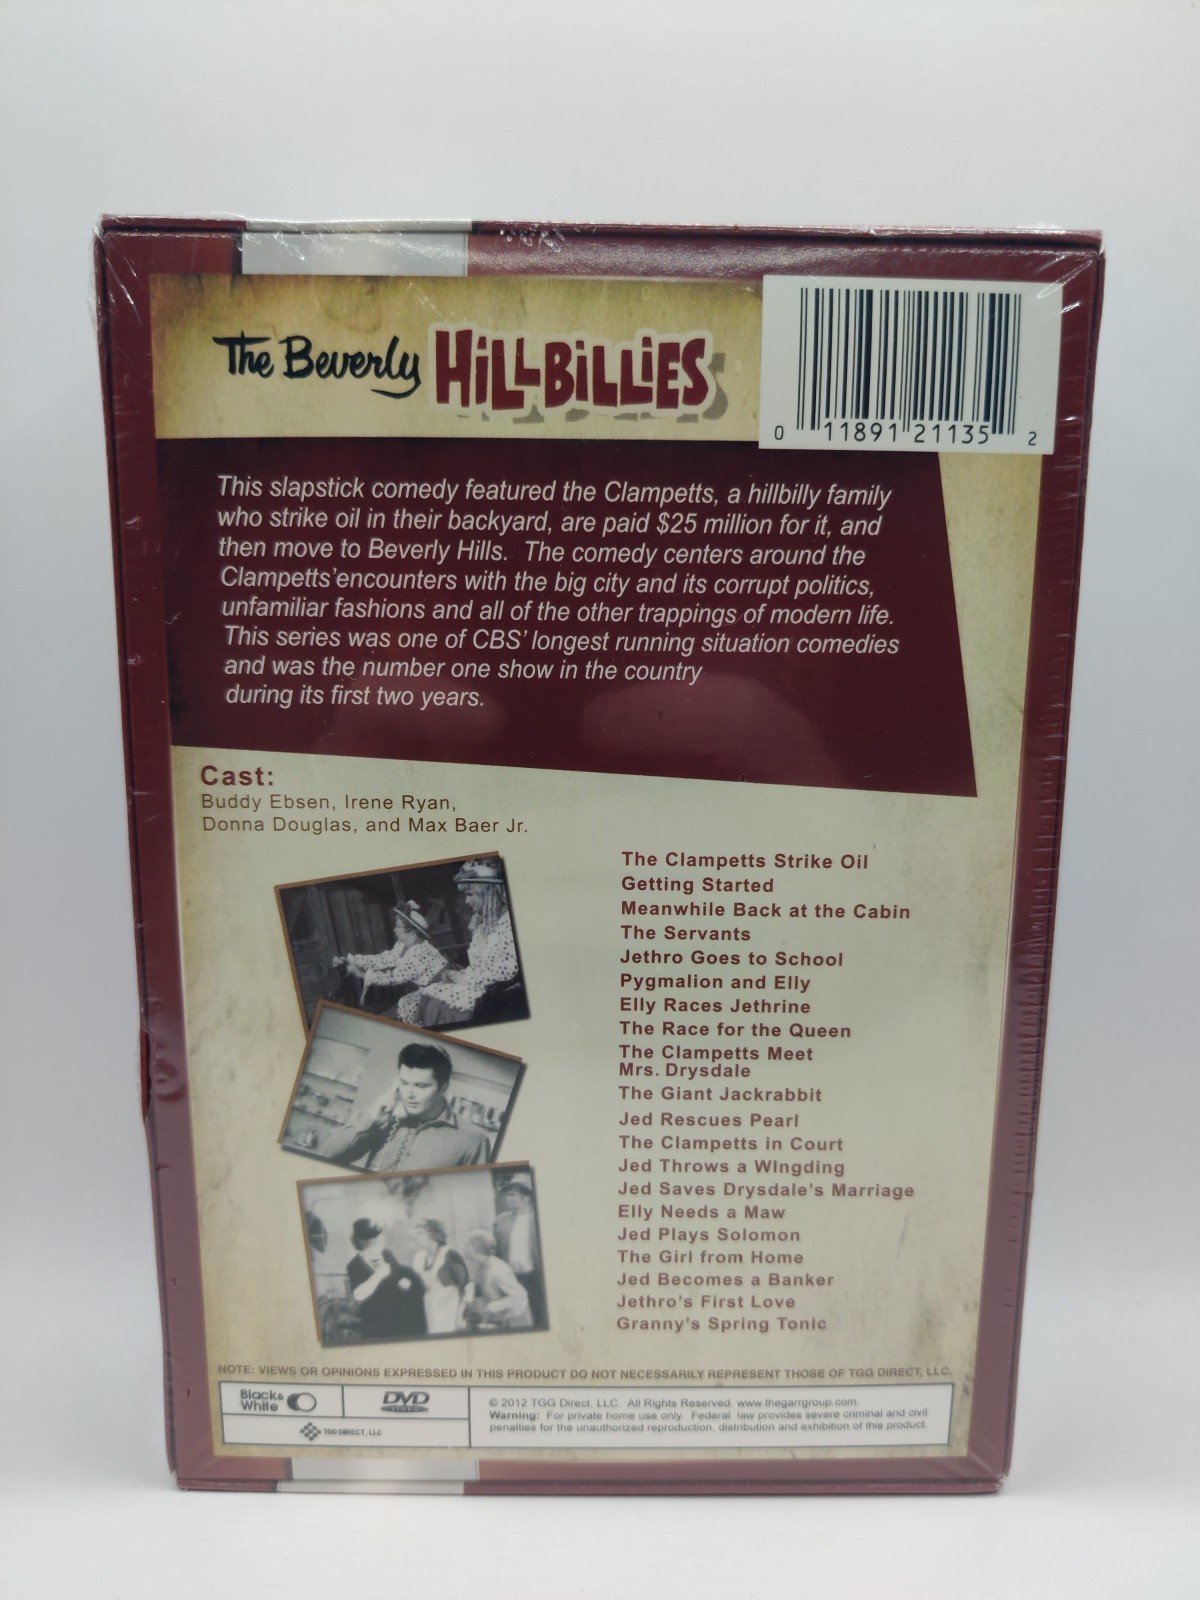 The Beverly HiLLBiLLiES
0 11891 21135 2
This slapstick comedy featured the Clampetts, a hillbilly family
who strike oil in their backyard, are paid $25 million for it, and
then move to Beverly Hills. The comedy centers around the
Clampetts'encounters with the big city and its corrupt politics,
unfamiliar fashions and all of the other trappings of modern life.
This series was one of CBS' longest running situation comedies
and was the number one show in the country
during its first two years.
Cast:
Buddy Ebsen, Irene Ryan,
Donna Douglas, and Max Baer Jr.
The Clampetts Strike Oil
Getting Started
Meanwhile Back at the Cabin
The Servants
Jethro Goes to School
Pygmalion and Elly
Elly Races Jethrine
The Race for the Queen
The Clampetts Meet
Mrs. Drysdale
The Giant Jackrabbit
Jed Rescues Pearl
The Clampetts in Court
Jed Throws a WIngding
Jed Saves Drysdale's Marriage
Elly Needs a Maw
Jed Plays Solomon
The Girl from Home
Jed Becomes a Banker
Jethro's First Love
Granny's Spring Tonic
NOTE: VIEWS OR OPINIONS EXPRESSED IN THIS PRODUCT DO NOT NECESSARILY REPRESENT THOSE OF TGG DIRECT, LLC.
Black&
White
DVD
VIDEO
TGG DIRECT, LLC
© 2012 TGG Direct, LLC. All Rights Reserved. www.thegarrgroup.com.
Warning: For private home use only. Federal law provides severe criminal and civil
penalties for the unauthorized reproduction, distribution and exhibition of this product.